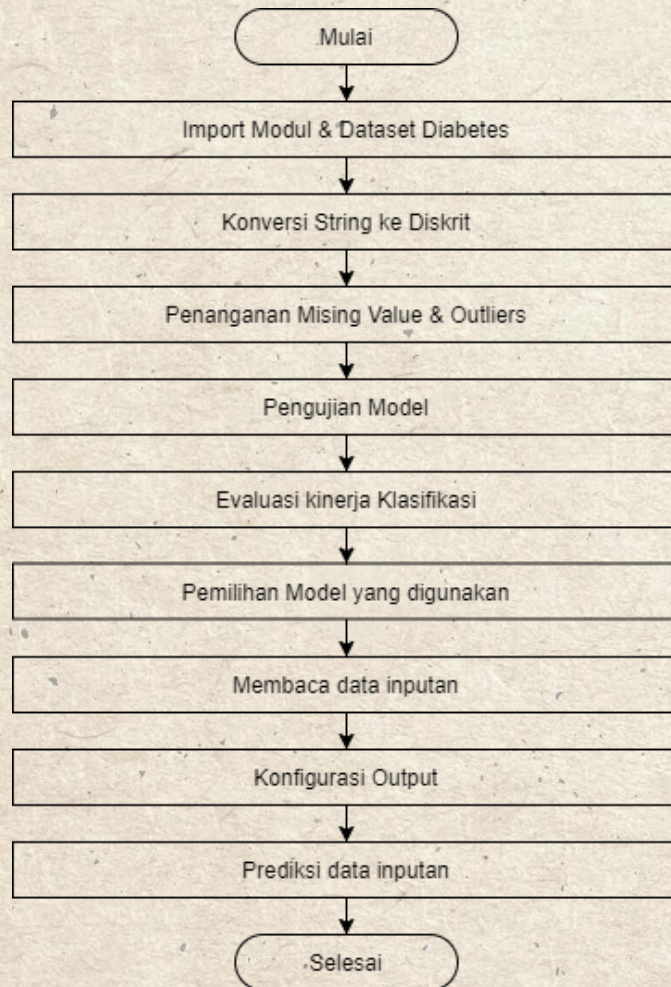 Mulai
Import Modul & Dataset Diabetes
Konversi String ke Diskrit
Penanganan Mising Value & Outliers
Pengujian Model
Evaluasi kinerja Klasifikasi
Pemilihan Model yang digunakan
Membaca data inputan
Konfigurasi Output
Prediksi data inputan
Selesai